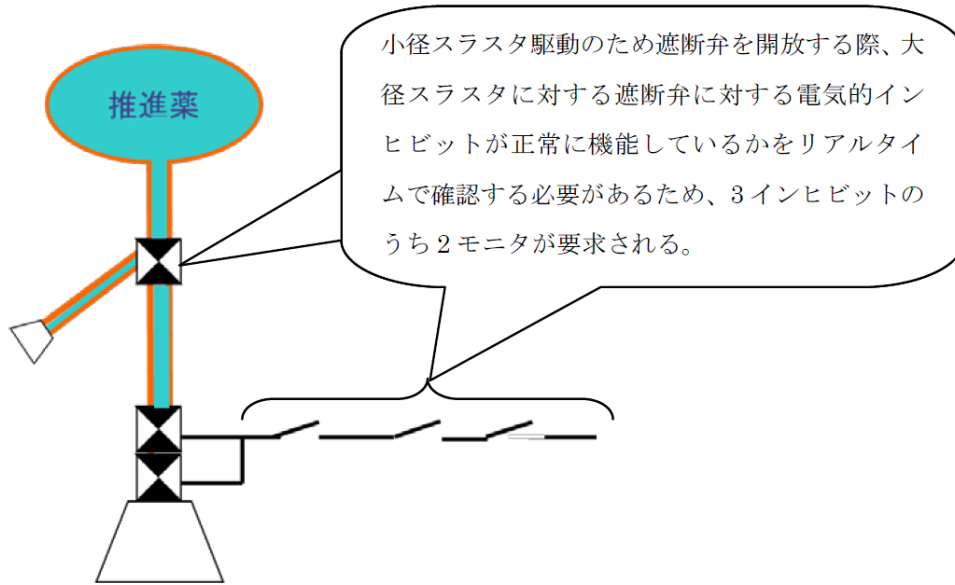 小径スラスタ駆動のため遮断弁を開放する際、大
径スラスタに対する遮断弁に対する電気的イン
ヒビットが正常に機能しているかをリアルタイ
ムで確認する必要があるため、3 インヒビットの
うち 2 モニタが要求される。
推進薬